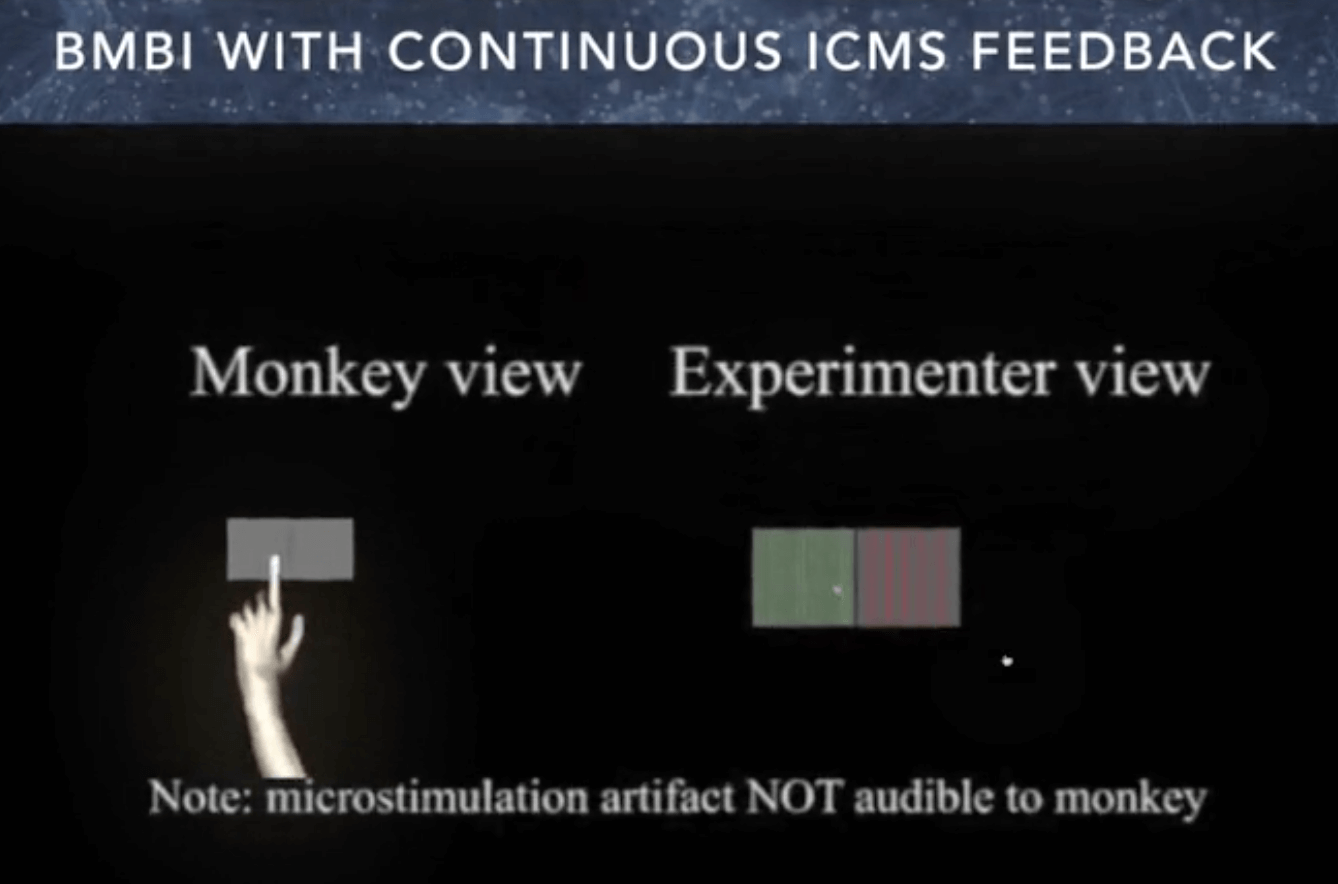 BMBI WITH CONTINUOUS ICMS FEEDBACK
Monkey view
Experimenter view
Note: microstimulation artifact NOT audible to monkey